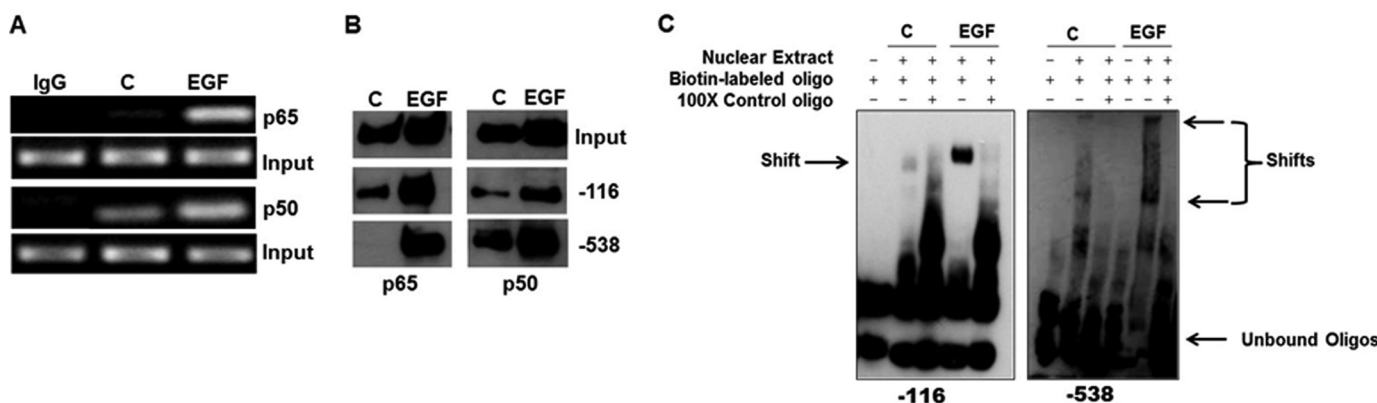 A
IgG C EGF
p65
Input
p50
Input
B
C EGF C EGF
Input
-116
-538
p65 p50
C
C EGF C EGF
Nuclear Extract - + + + + - + + - + +
Biotin-labeled oligo + + + + + + + + + + +
100X Control oligo - - + - + - - + - - +
Shift
Shifts
Unbound Oligos
-116 -538